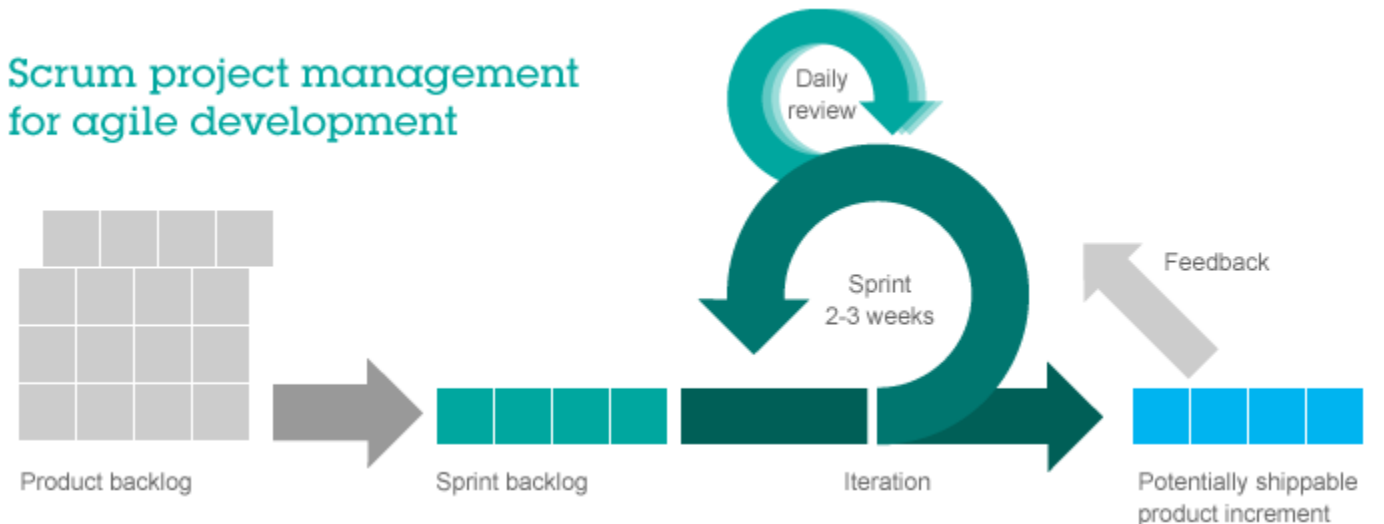 Scrum project management
for agile development
Daily
review
Sprint
2-3 weeks
Feedback
Product backlog
Sprint backlog
Iteration
Potentially shippable
product increment